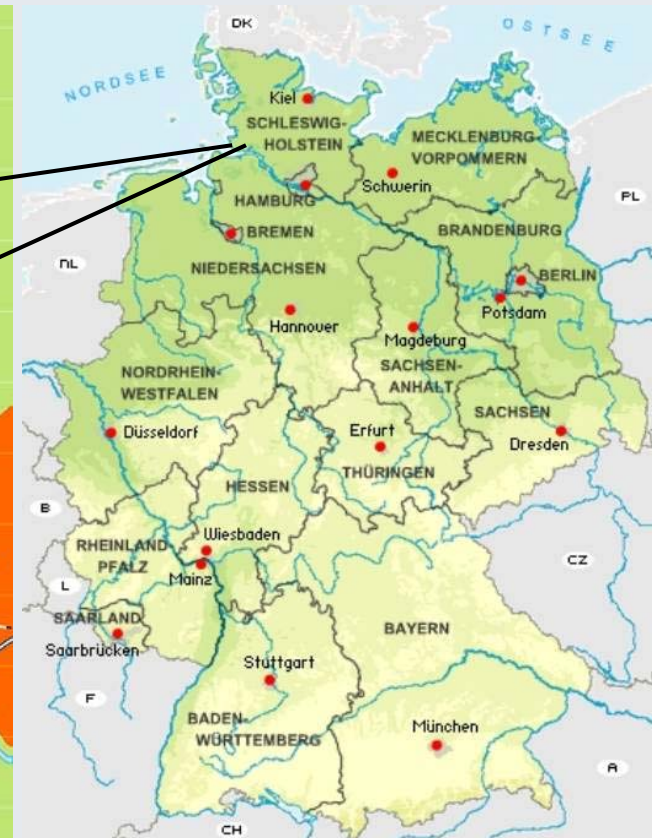 DK
OSTSEE
NORDSEE
Kiel
SCHLESWIG-
HOLSTEIN
MECKLENBURG-
VORPOMMERN
Schwerin
PL
HAMBURG
BRANDENBURG
BREMEN
NL
NIEDERSACHSEN
BERLIN
Potsdam
Hannover
Magdeburg
NORDRHEIN-
WESTFALEN
SACHSEN-
ANHALT
SACHSEN
Düsseldorf
Erfurt
Dresden
THÜRINGEN
HESSEN
B
RHEINLAND
PFALZ
Wiesbaden
CZ
Mainz
L
SAARLAND
BAYERN
Saarbrücken
Stuttgart
F
BADEN-
WÜRTTEMBERG
München
A
CH